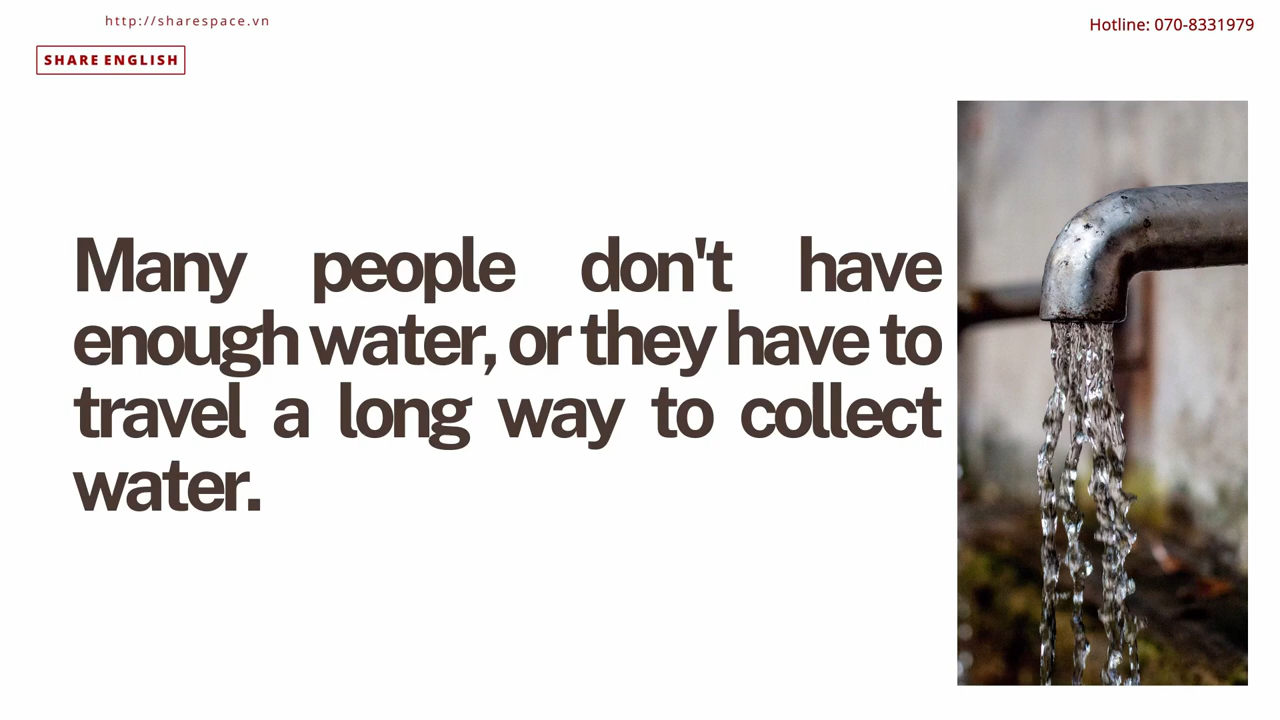 http://sharespace.vn
Hotline: 070-8331979
SHARE ENGLISH
Many people don't have
enough water, or they have to
travel a long way to collect
water.